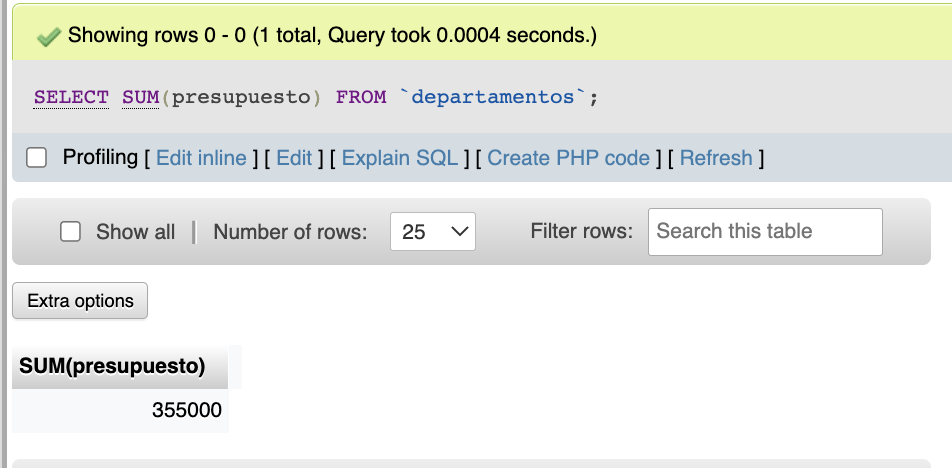 Showing rows 0 - 0 (1 total, Query took 0.0004 seconds.)
SELECT SUM(presupuesto) FROM `departamentos`;
Profiling [ Edit inline ] [ Edit ] [ Explain SQL ] [ Create PHP code ] [ Refresh ]
Show all | Number of rows: 25 Filter rows: Search this table
Extra options
SUM(presupuesto)
355000